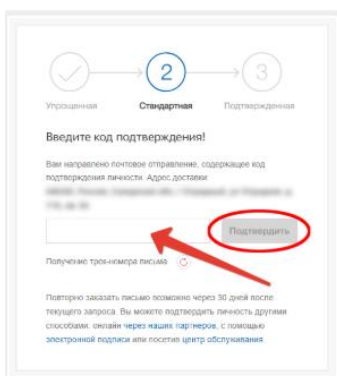 2
3
Упрощенная
Стандартная
Подтвержденная
Введите код подтверждения!
Вам направлено почтовое отправление, содержащее код
подтверждения личности. Адрес доставки:
Подтвердить
Получение трек-номера письма
Повторно заказать письмо возможно через 30 дней после
текущего запроса. Вы можете подтвердить личность другими
способами: онлайн через наших партнеров, с помощью
электронной подписи или посетив центр обслуживания